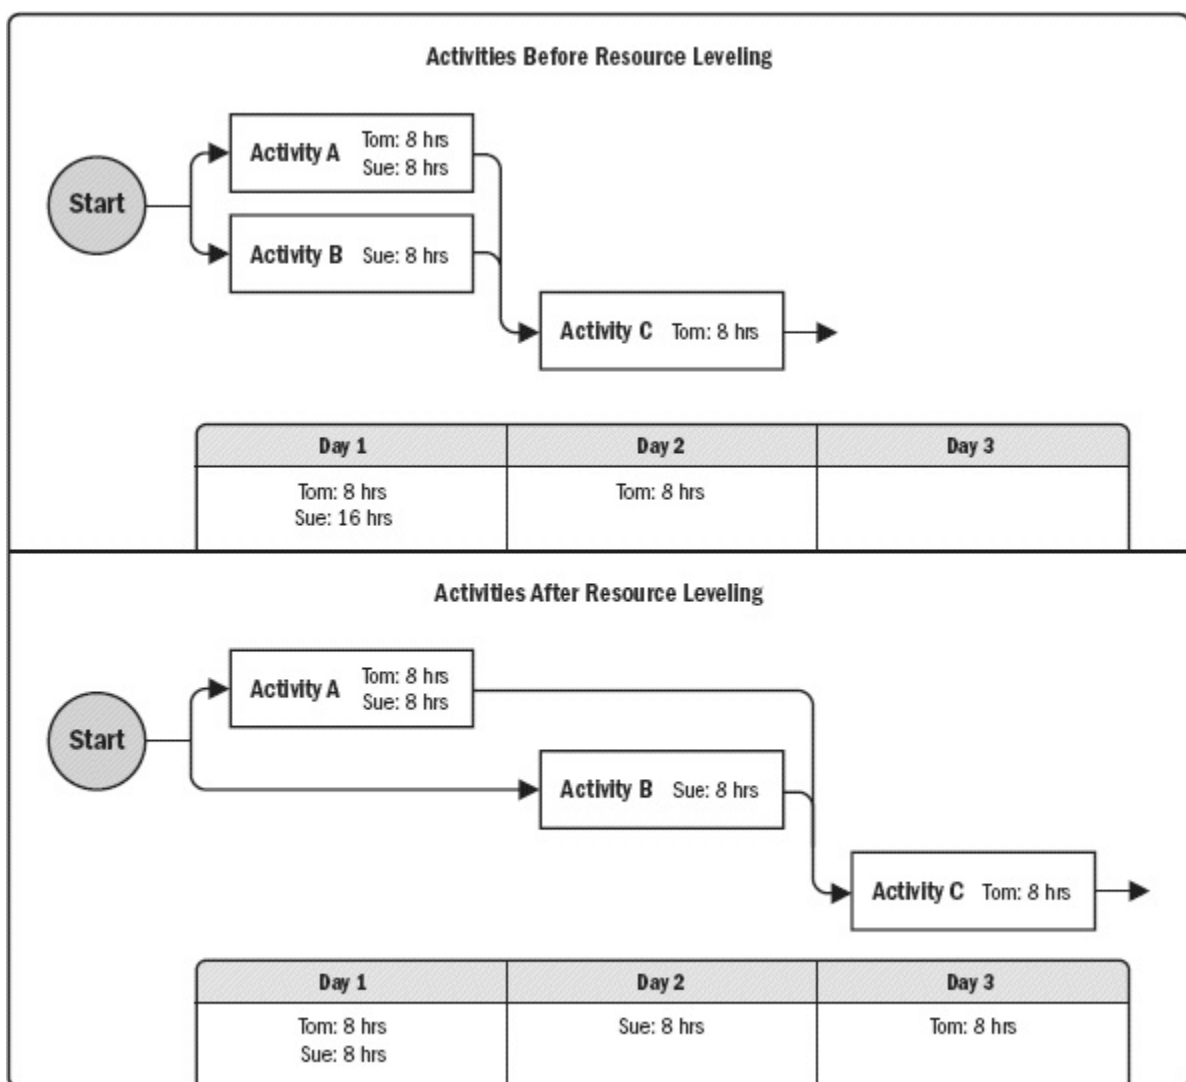 Activities Before Resource Leveling
Start
Activity A
Tom: 8 hrs
Sue: 8 hrs
Activity B Sue: 8 hrs
Activity C Tom: 8 hrs
Day 1 Day 2 Day 3
Tom: 8 hrs Tom: 8 hrs
Sue: 16 hrs
Activities After Resource Leveling
Start
Activity A
Tom: 8 hrs
Sue: 8 hrs
Activity B Sue: 8 hrs
Activity C Tom: 8 hrs
Day 1 Day 2 Day 3
Tom: 8 hrs Sue: 8 hrs Tom: 8 hrs
Sue: 8 hrs